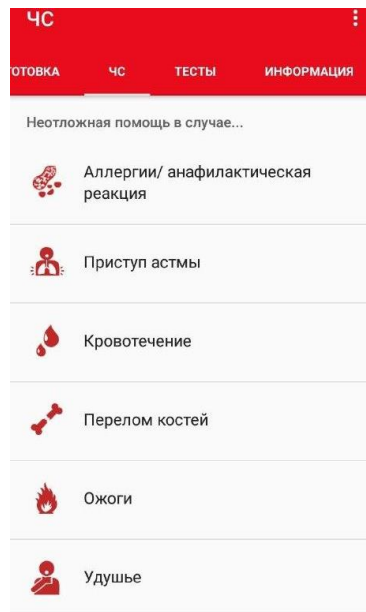 ЧС
ОТОВКА ЧС ТЕСТЫ ИНФОРМАЦИЯ
Неотложная помощь в случае...
Аллергии/ анафилактическая
реакция
Приступ астмы
Кровотечение
Перелом костей
Ожоги
Удушье